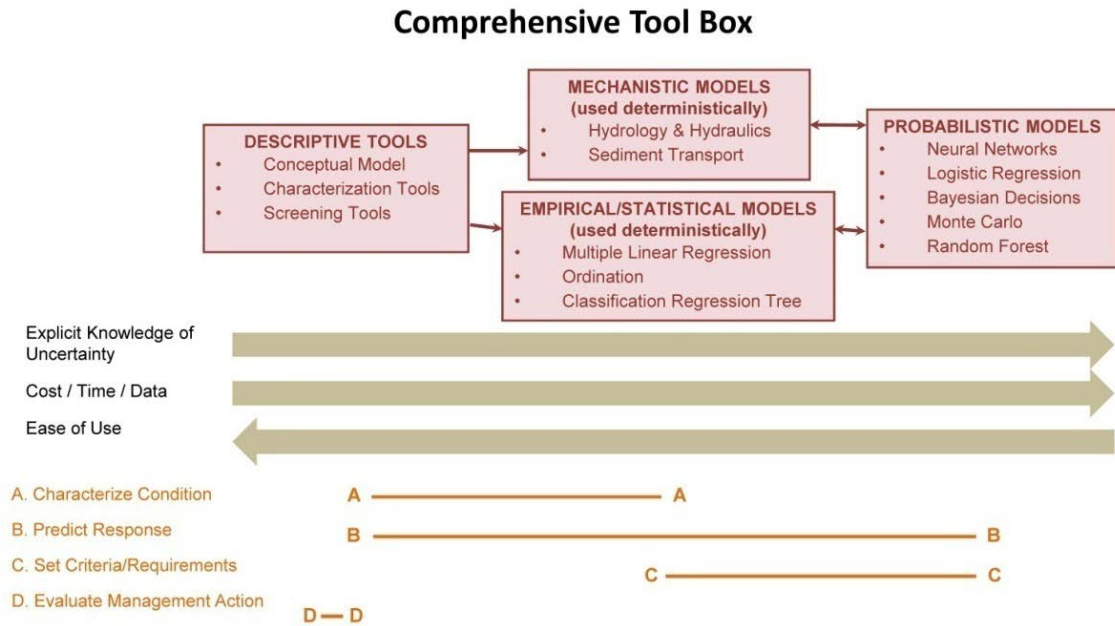 Comprehensive Tool Box
DESCRIPTIVE TOOLS
• Conceptual Model
• Characterization Tools
• Screening Tools
MECHANISTIC MODELS
(used deterministically)
• Hydrology & Hydraulics
• Sediment Transport
EMPIRICAL/STATISTICAL MODELS
(used deterministically)
• Multiple Linear Regression
• Ordination
• Classification Regression Tree
PROBABILISTIC MODELS
• Neural Networks
• Logistic Regression
• Bayesian Decisions
• Monte Carlo
• Random Forest
Explicit Knowledge of
Uncertainty
Cost / Time / Data
Ease of Use
A. Characterize Condition A A
B. Predict Response B B
C. Set Criteria/Requirements C C
D. Evaluate Management Action
D D